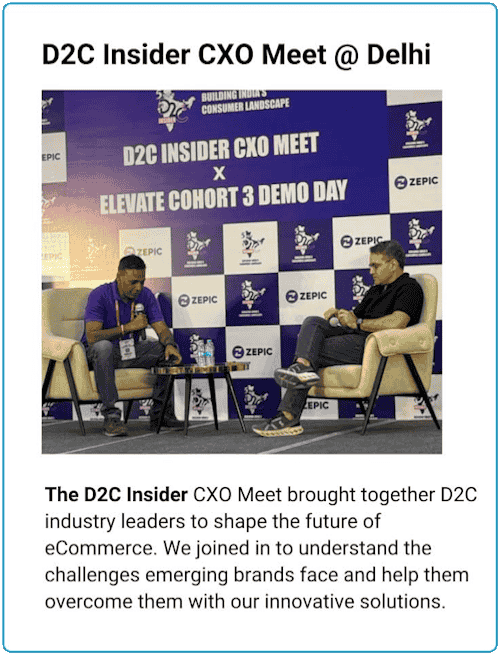 D2C Insider CXO Meet @ Delhi
BUILDING INDIA'S
CONSUMER LANDSCAPE
D2C INSIDER CXO MEET
X
ELEVATE COHORT 3 DEMO DAY
EPIC
ZEPIC
ZEPIC
ZEPIC
EPIC
ZEPIC
ZEPIC
ZEPIC
EPIC
The D2C Insider CXO Meet brought together D2C
industry leaders to shape the future of
eCommerce. We joined in to understand the
challenges emerging brands face and help them
overcome them with our innovative solutions.